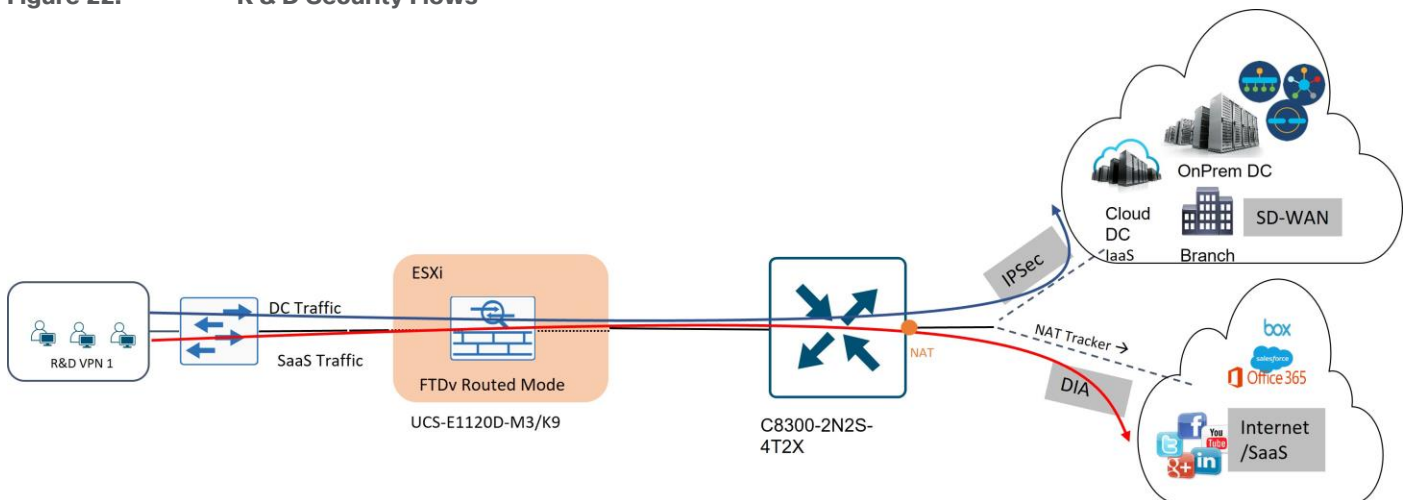 Figure 22. R & D Security Flows
OnPrem DC
Cloud
DC
IaaS
Branch
SD-WAN
IPSec
ESXi
DC Traffic
SaaS Traffic
R&D VPN 1
FTDv Routed Mode
UCS-E1120D-M3/K9
NAT
C8300-2N2S-
4T2X
NAT Tracker →
DIA
box
salesforce
Office 365
f
You
Tube
t
g+
in
Internet
/SaaS